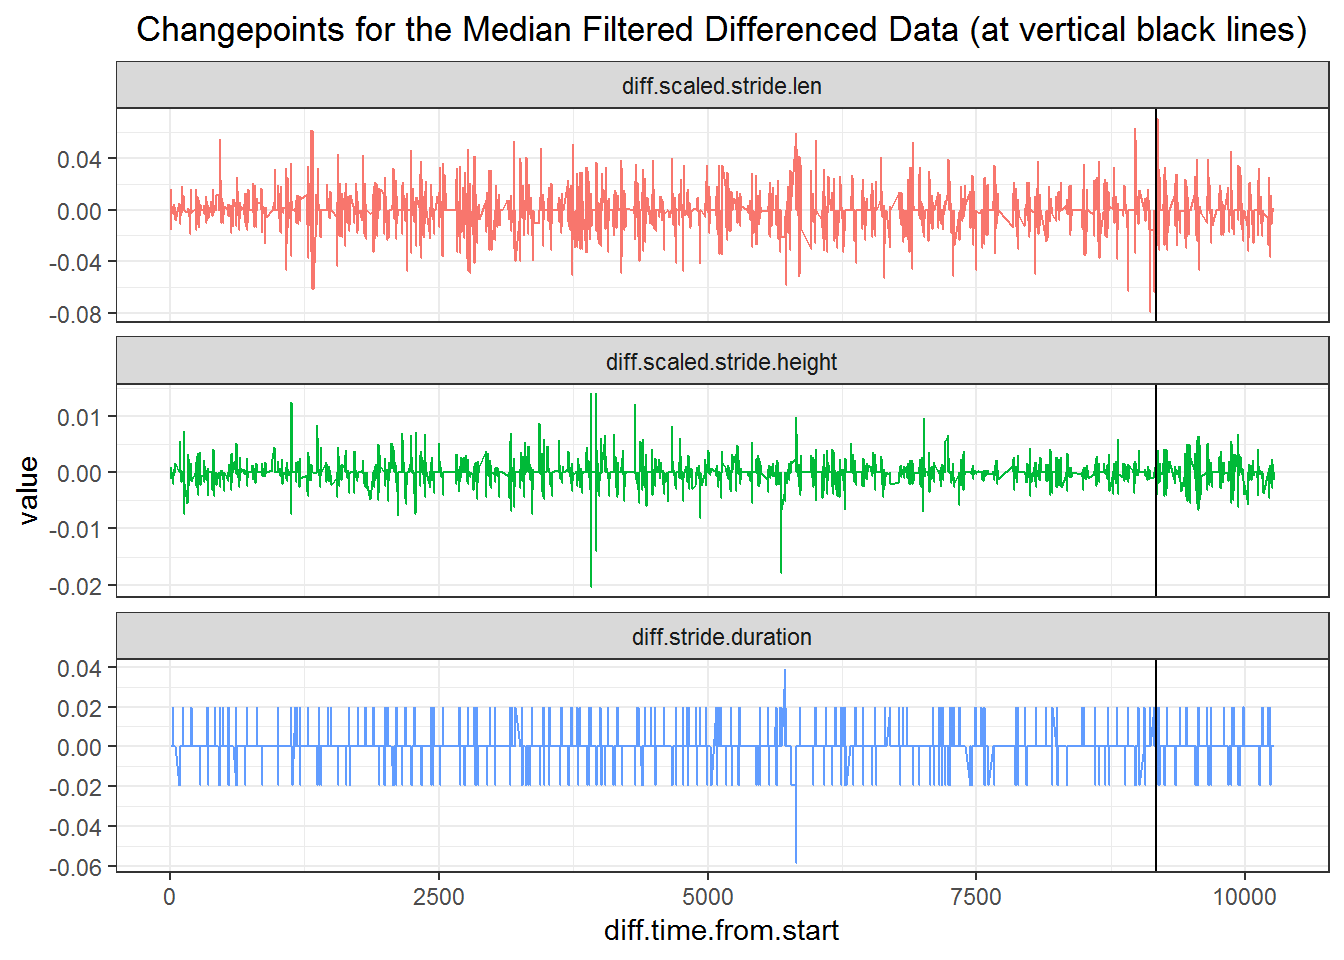 Changepoints for the Median Filtered Differenced Data (at vertical black lines)
diff.scaled.stride.len
0.04
0.00
-0.04
-0.08
diff.scaled.stride.height
0.01
0.00
-0.01
-0.02
value
diff.stride.duration
0.04
0.02
0.00
-0.02
-0.04
-0.06
0 2500 5000 7500 10000
diff.time.from.start